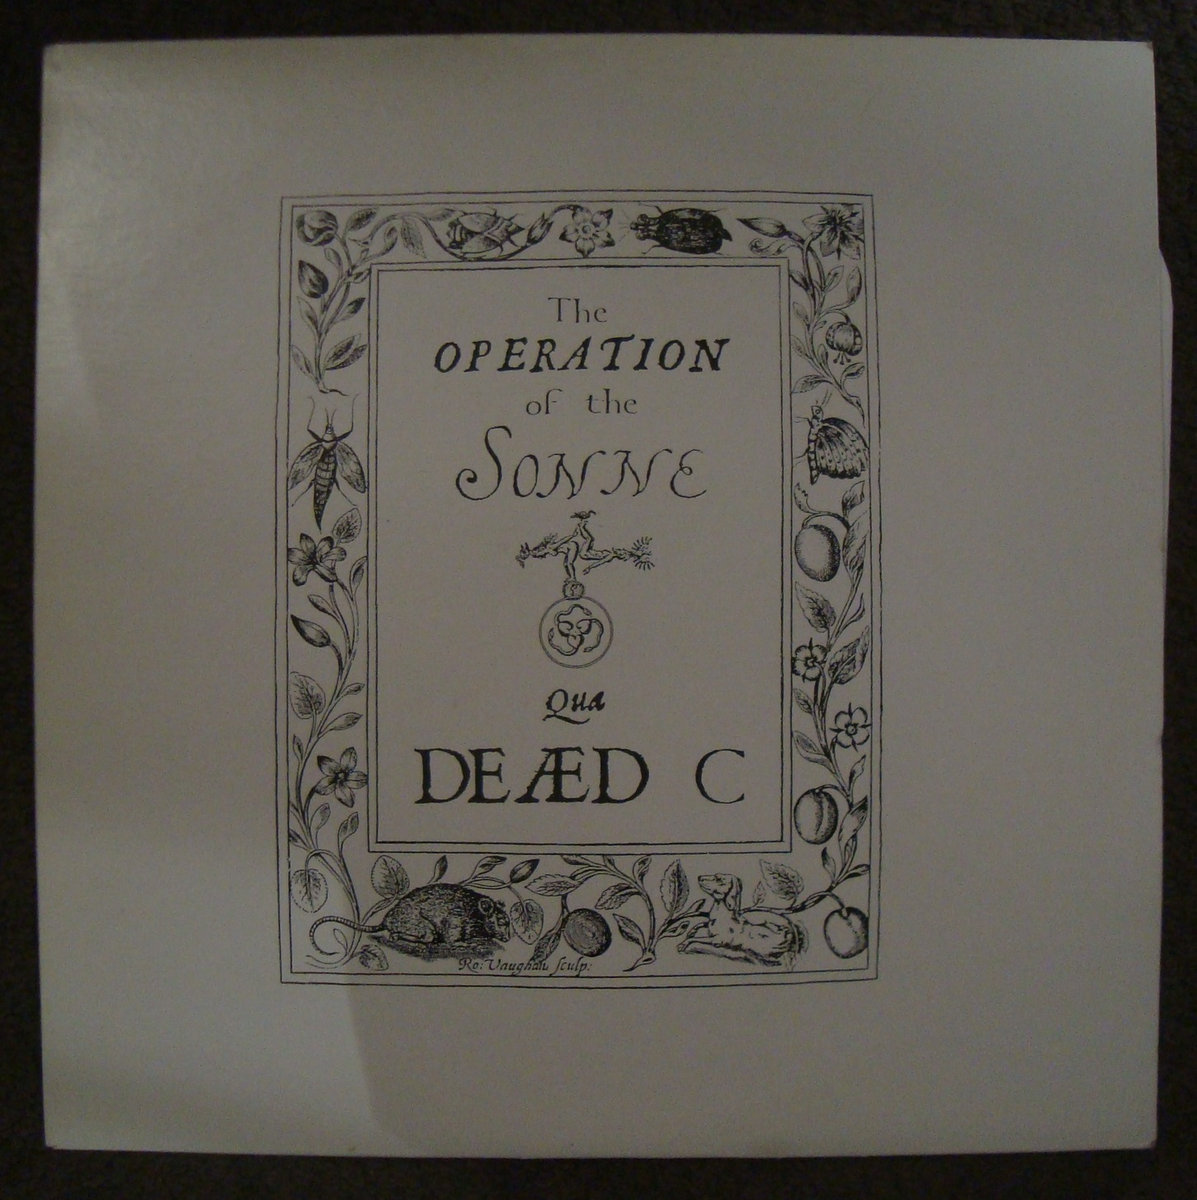 The
OPERATION
of the
SONNE
Qua
DEÆD C
Ro: Vaughan sculp: